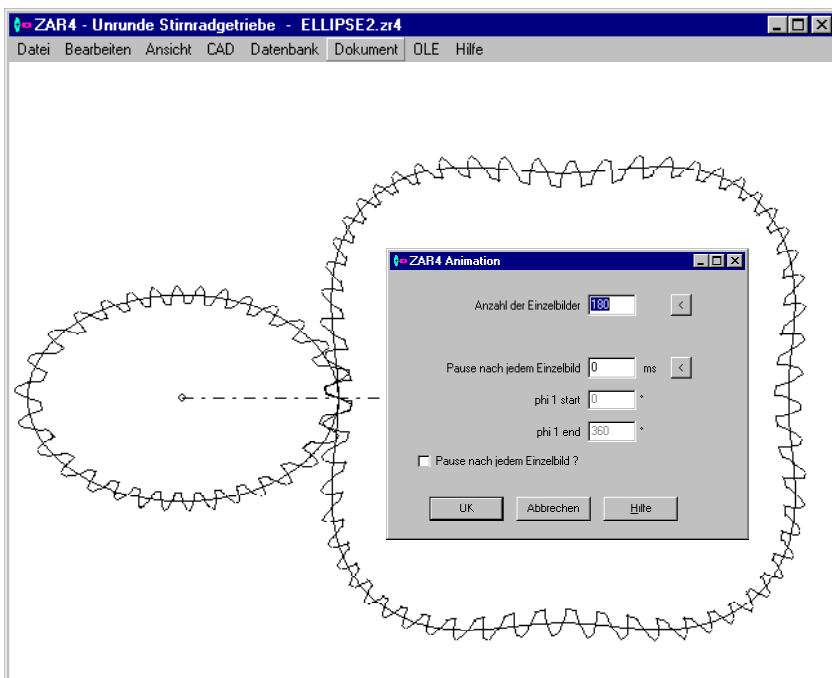 ZAR4 - Unrunde Stirnradgetriebe - ELLIPSE2.zr4
Datei Bearbeiten Ansicht CAD Datenbank Dokument OLE Hilfe
ZAR4 Animation
Anzahl der Einzelbilder 180 <
Pause nach jedem Einzelbild 0 ms <
phi 1 start 0 °
phi 1 end 360 °
Pause nach jedem Einzelbild ?
UK Abbrechen Hilfe